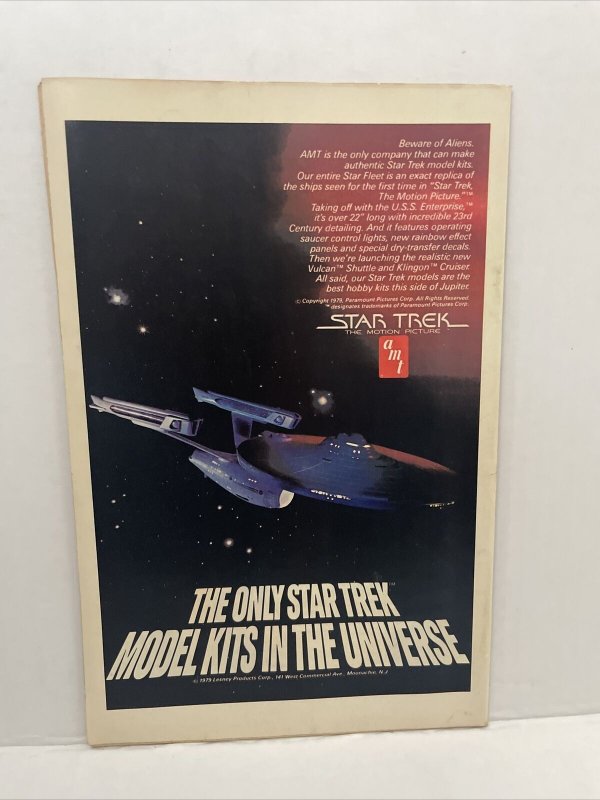 Beware of Aliens.
AMT is the only company that can make
authentic Star Trek model kits.
Our entire Star Fleet is an exact replica of
the ships seen for the first time in "Star Trek,
The Motion Picture."™
Taking off with the U.S.S. Enterprise,™
it's over 22" long with incredible 23rd
Century detailing. And it features operating
saucer control lights, new rainbow effect
panels and special dry-transfer decals.
Then we're launching the realistic new
Vulcan™ Shuttle and Klingon™ Cruiser.
All said, our Star Trek models are the
best hobby kits this side of Jupiter.
© Copyright 1979, Paramount Pictures Corp. All Rights Reserved.
™ designates trademarks of Paramount Pictures Corp.
STAR TREK
THE MOTION PICTURE
amt
THE ONLY STAR TREK™
MODEL KITS IN THE UNIVERSE
© 1979 Lesney Products Corp., 141 West Commercial Ave., Moonachie, N.J.